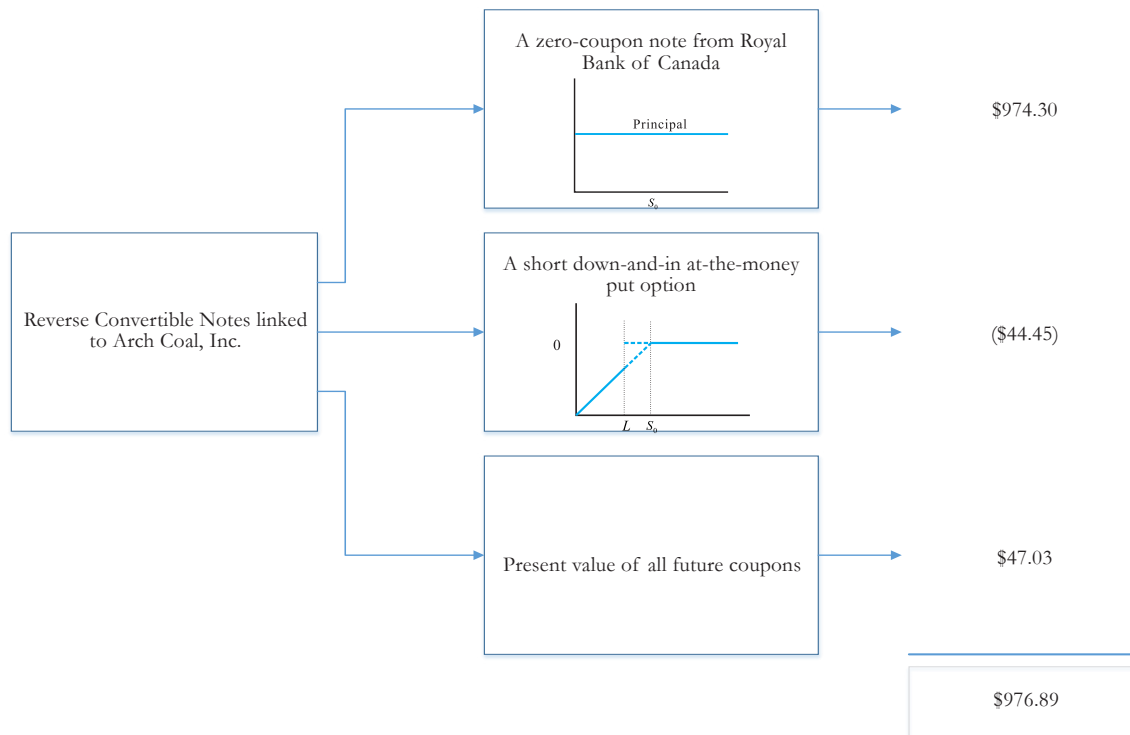 A zero-coupon note from Royal
Bank of Canada
Principal
S₀
$974.30
Reverse Convertible Notes linked
to Arch Coal, Inc.
A short down-and-in at-the-money
put option
0
L S₀
($44.45)
Present value of all future coupons
$47.03
$976.89